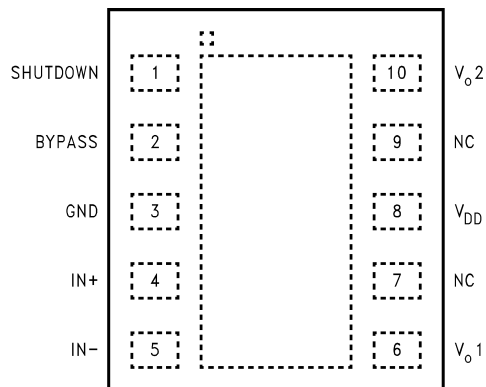 SHUTDOWN 1 10 Vo2
BYPASS 2 9 NC
GND 3 8 VDD
IN+ 4 7 NC
IN- 5 6 Vo1